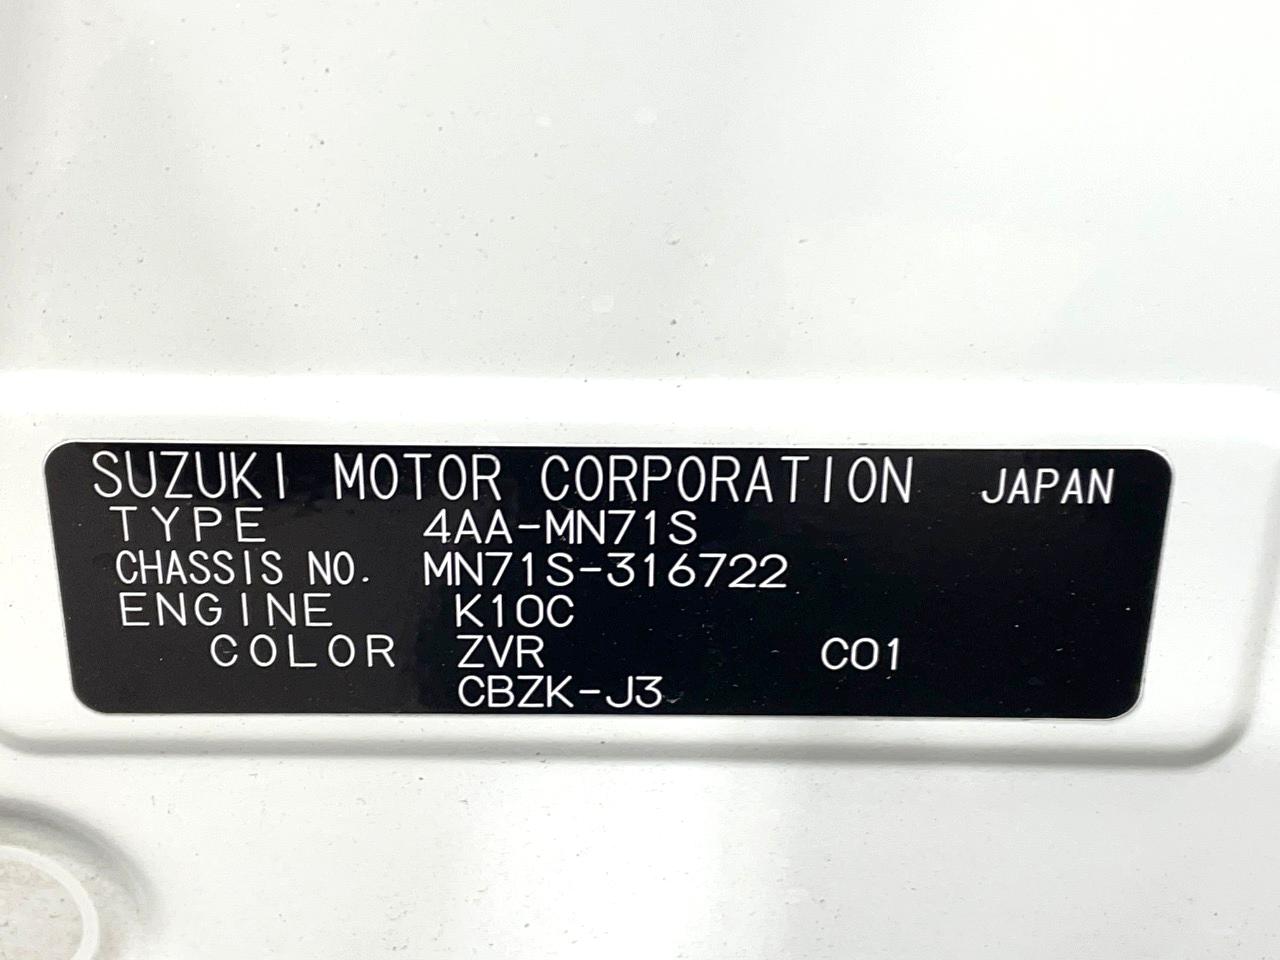 SUZUKI MOTOR CORPORATION JAPAN
TYPE 4AA-MN71S
CHASSIS NO. MN71S-316722
ENGINE K10C
COLOR ZVR C01
CBZK-J3